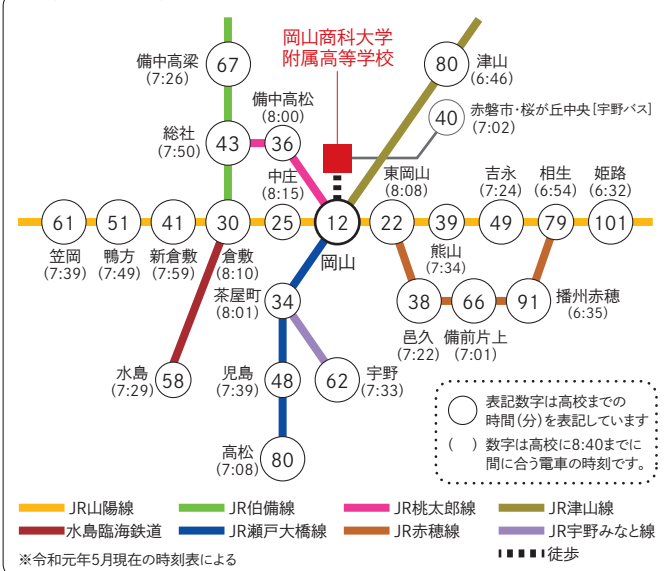 岡山商科大学
附属高等学校
備中高梁
(7:26)
67
80
津山
(6:46)
備中高松
(8:00)
40
赤磐市・桜が丘中央[宇野バス]
(7:02)
総社
(7:50)
43
36
中庄
(8:15)
東岡山
(8:08)
吉永
(7:24)
相生
(6:54)
姫路
(6:32)
61
51
41
30
25
12
22
39
49
79
101
笠岡
(7:39)
鴨方
(7:49)
新倉敷
(7:59)
倉敷
(8:10)
岡山
熊山
(7:34)
茶屋町
(8:01)
34
38
66
91
播州赤穂
(6:35)
邑久
(7:22)
備前片上
(7:01)
水島
(7:29)
58
児島
(7:39)
48
62
宇野
(7:33)
高松
(7:08)
80
表記数字は高校までの
時間(分)を表記しています
( ) 数字は高校に8:40までに
間に合う電車の時刻です。
JR山陽線
JR伯備線
JR桃太郎線
JR津山線
水島臨海鉄道
JR瀬戸大橋線
JR赤穂線
JR宇野みなと線
※令和元年5月現在の時刻表による
徒歩